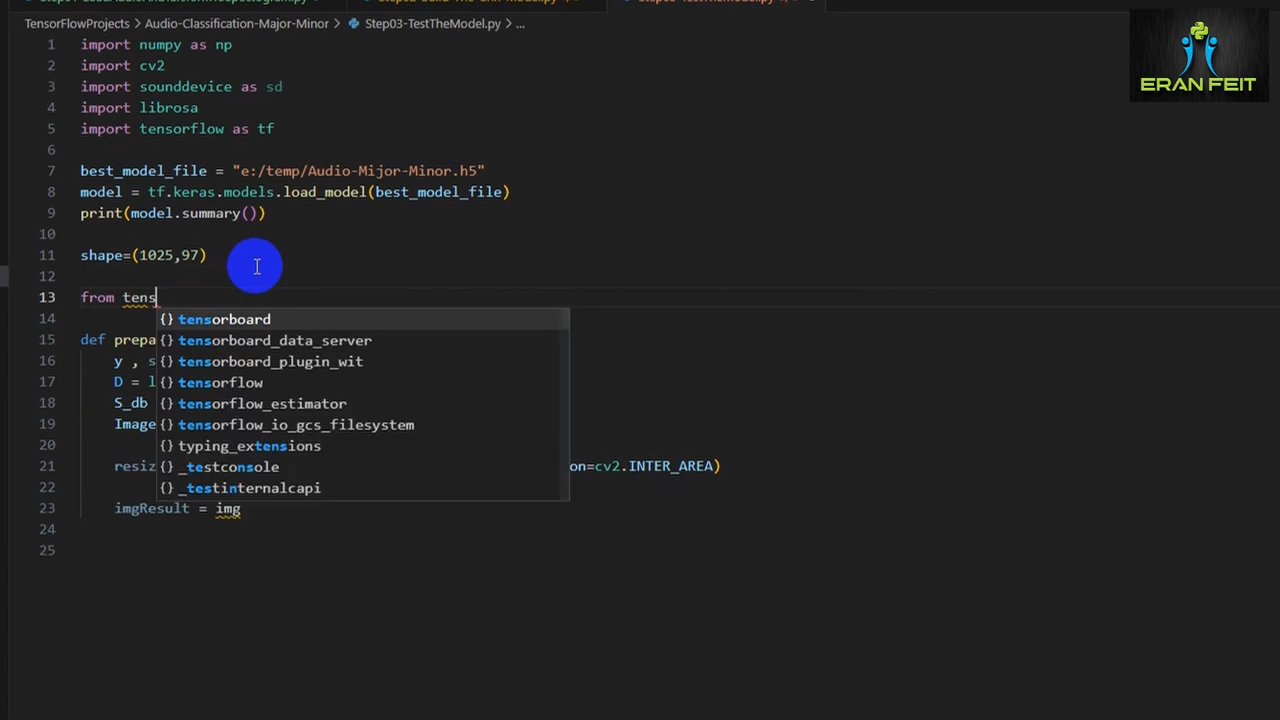 TensorFlowProjects > Audio-Classification-Major-Minor > Step03-TestTheModel.py > ...
ERAN FEIT
1 import numpy as np
2 import cv2
3 import sounddevice as sd
4 import librosa
5 import tensorflow as tf
6
7 best_model_file = "e:/temp/Audio-Mijor-Minor.h5"
8 model = tf.keras.models.load_model(best_model_file)
9 print(model.summary())
10
11 shape=(1025,97)
12
13 from tens
14 {} tensorboard
15 def prepa {} tensorboard_data_server
16 y , s {} tensorboard_plugin_wit
17 D = l {} tensorflow
18 S_db {} tensorflow_estimator
19 Image {} tensorflow_io_gcs_filesystem
20 {} typing_extensions
21 resiz {} _testconsole on=cv2.INTER_AREA)
22 {} _testinternalcapi
23 imgResult = img
24
25